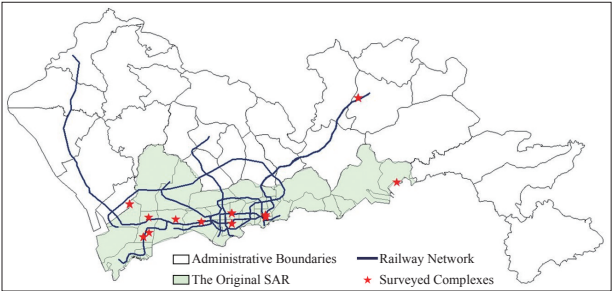 Administrative Boundaries
Railway Network
The Original SAR
Surveyed Complexes